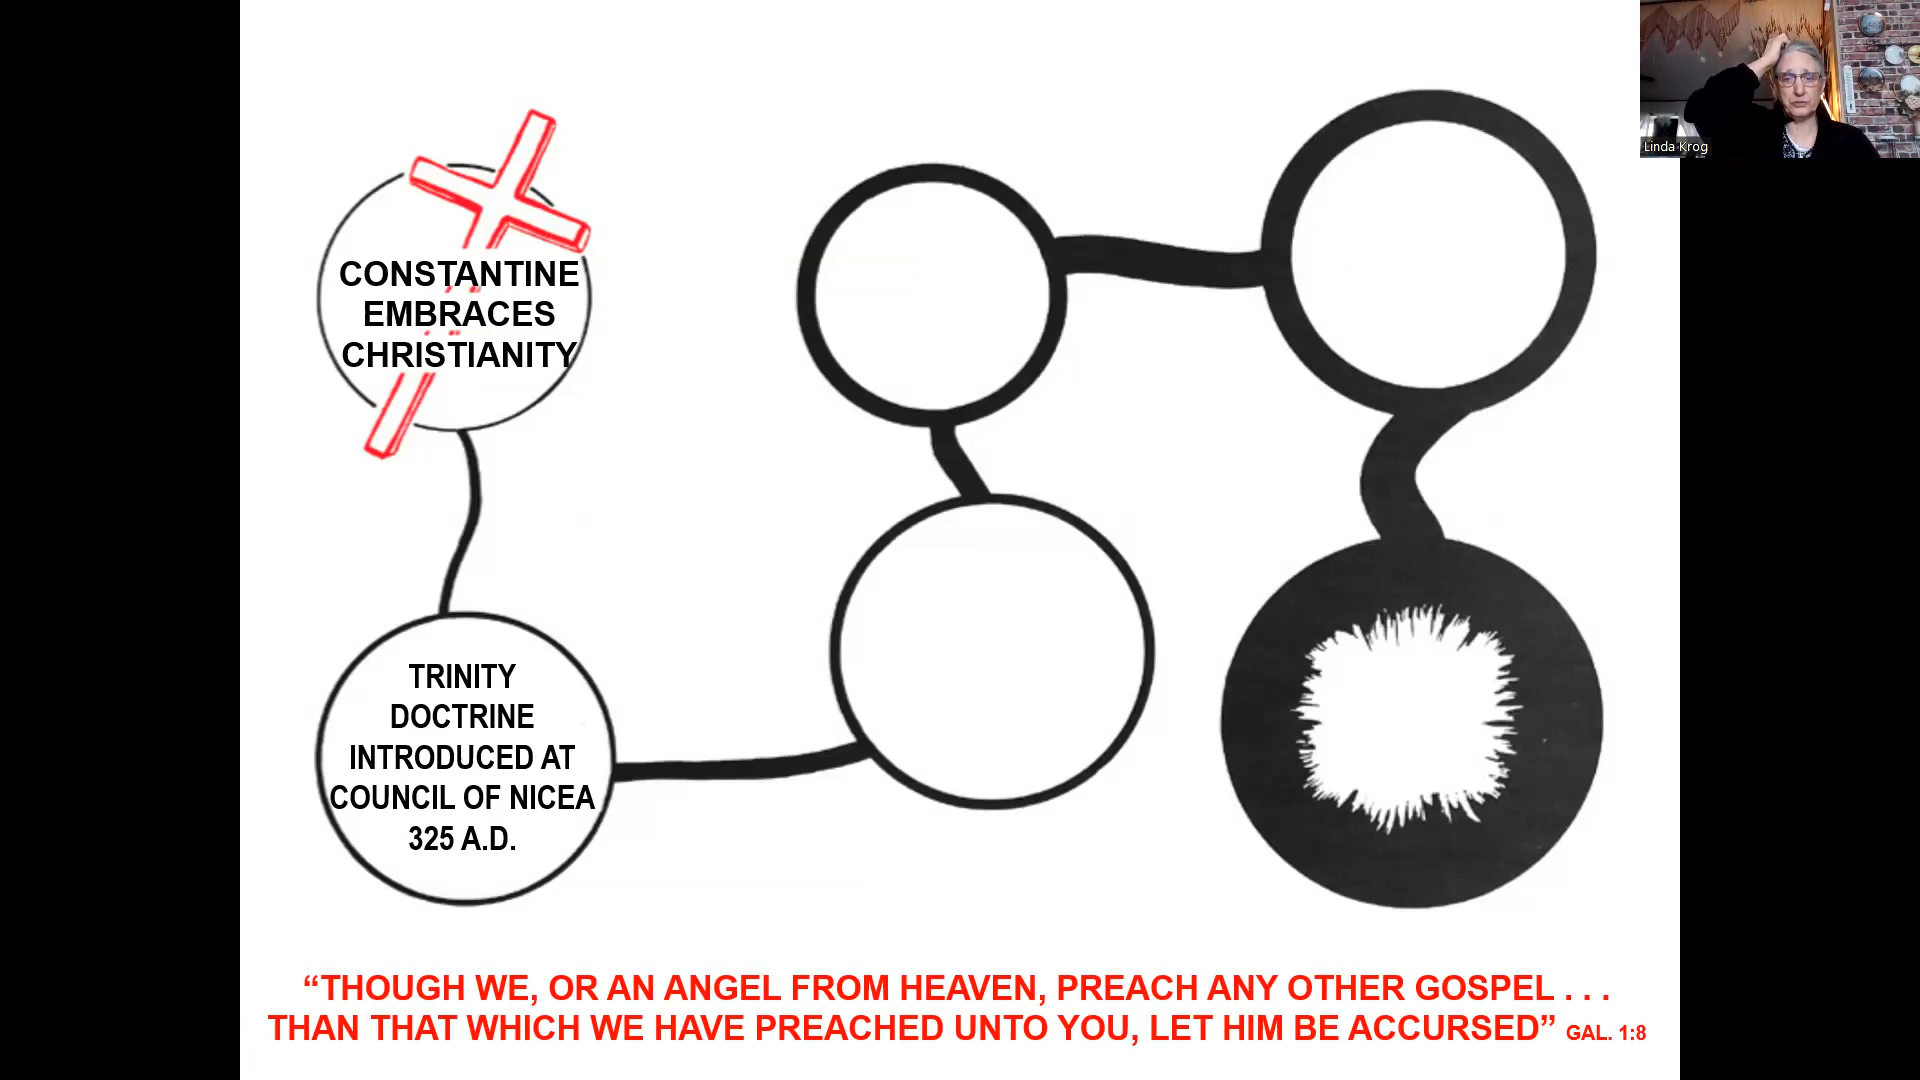 Linda Krog
CONSTANTINE
EMBRACES
CHRISTIANITY
TRINITY
DOCTRINE
INTRODUCED AT
COUNCIL OF NICEA
325 A.D.
“THOUGH WE, OR AN ANGEL FROM HEAVEN, PREACH ANY OTHER GOSPEL . . .
THAN THAT WHICH WE HAVE PREACHED UNTO YOU, LET HIM BE ACCURSED” GAL. 1:8